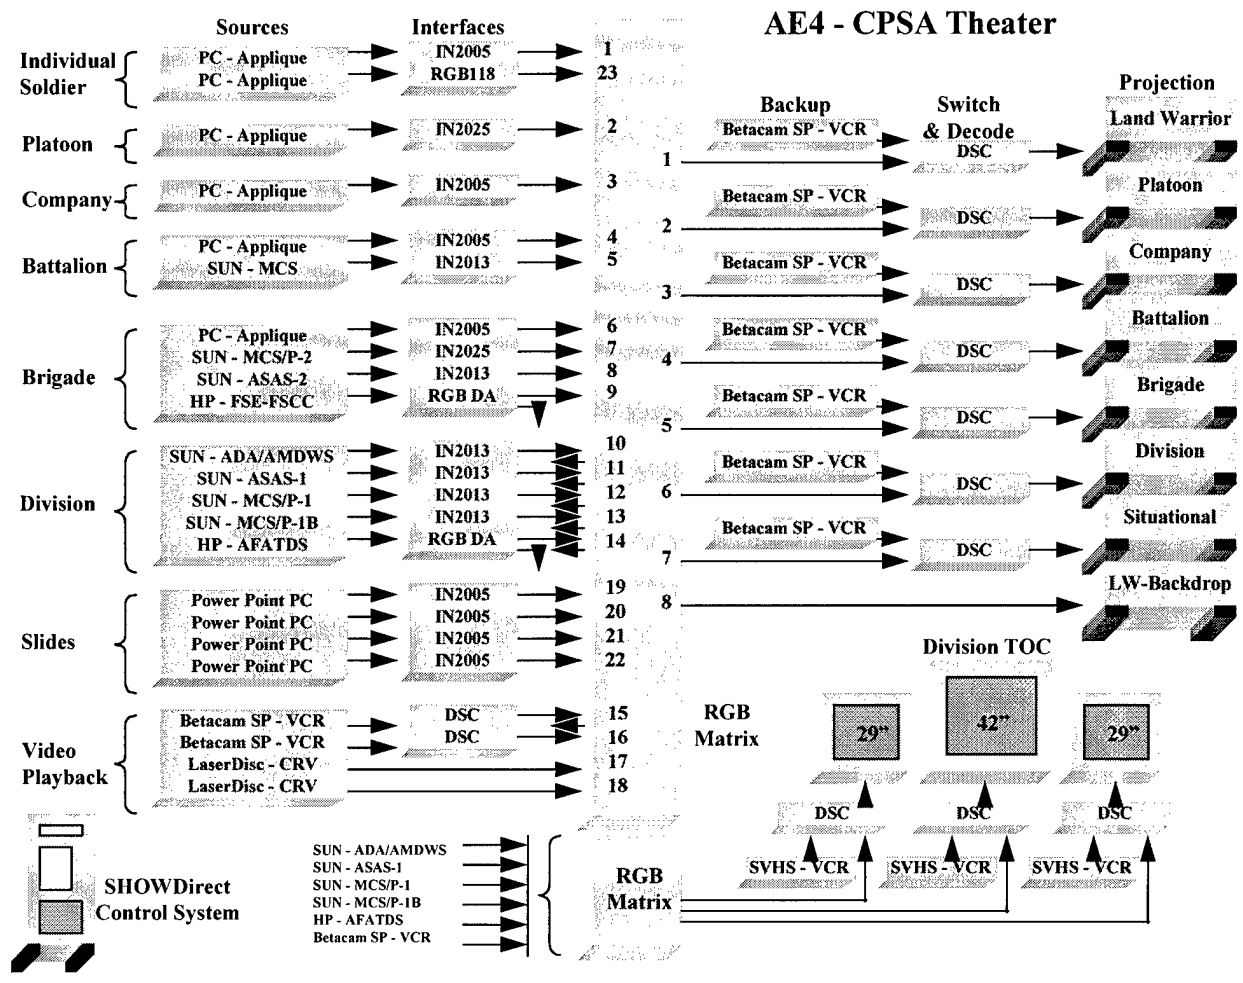 AE4 - CPSA Theater
Sources
Interfaces
Individual
Soldier
PC - Applique
PC - Applique
IN2005
RGB118
1
23
Platoon
PC - Applique
IN2025
2
Company
PC - Applique
IN2005
3
Battalion
PC - Applique
SUN - MCS
IN2005
IN2013
4
5
Brigade
PC - Applique
SUN - MCS/P-2
SUN - ASAS-2
HP - FSE-FSCC
IN2005
IN2025
IN2013
RGB DA
6
7
8
9
Division
SUN - ADA/AMDWS
SUN - ASAS-1
SUN - MCS/P-1
SUN - MCS/P-1B
HP - AFATDS
IN2013
IN2013
IN2013
IN2013
RGB DA
10
11
12
13
14
Slides
Power Point PC
Power Point PC
Power Point PC
Power Point PC
IN2005
IN2005
IN2005
IN2005
19
20
21
22
Video
Playback
Betacam SP - VCR
Betacam SP - VCR
LaserDisc - CRV
LaserDisc - CRV
DSC
DSC
15
16
17
18
RGB
Matrix
Backup
Switch
& Decode
Projection
1
Betacam SP - VCR
DSC
Land Warrior
2
Betacam SP - VCR
DSC
Platoon
3
Betacam SP - VCR
DSC
Company
4
Betacam SP - VCR
DSC
Battalion
5
Betacam SP - VCR
DSC
Brigade
6
Betacam SP - VCR
DSC
Division
7
Betacam SP - VCR
DSC
Situational
8
LW-Backdrop
Division TOC
29”
42”
29”
DSC
DSC
DSC
SVHS - VCR
SVHS - VCR
SVHS - VCR
SUN - ADA/AMDWS
SUN - ASAS-1
SUN - MCS/P-1
SUN - MCS/P-1B
HP - AFATDS
Betacam SP - VCR
RGB
Matrix
SHOWDirect
Control System